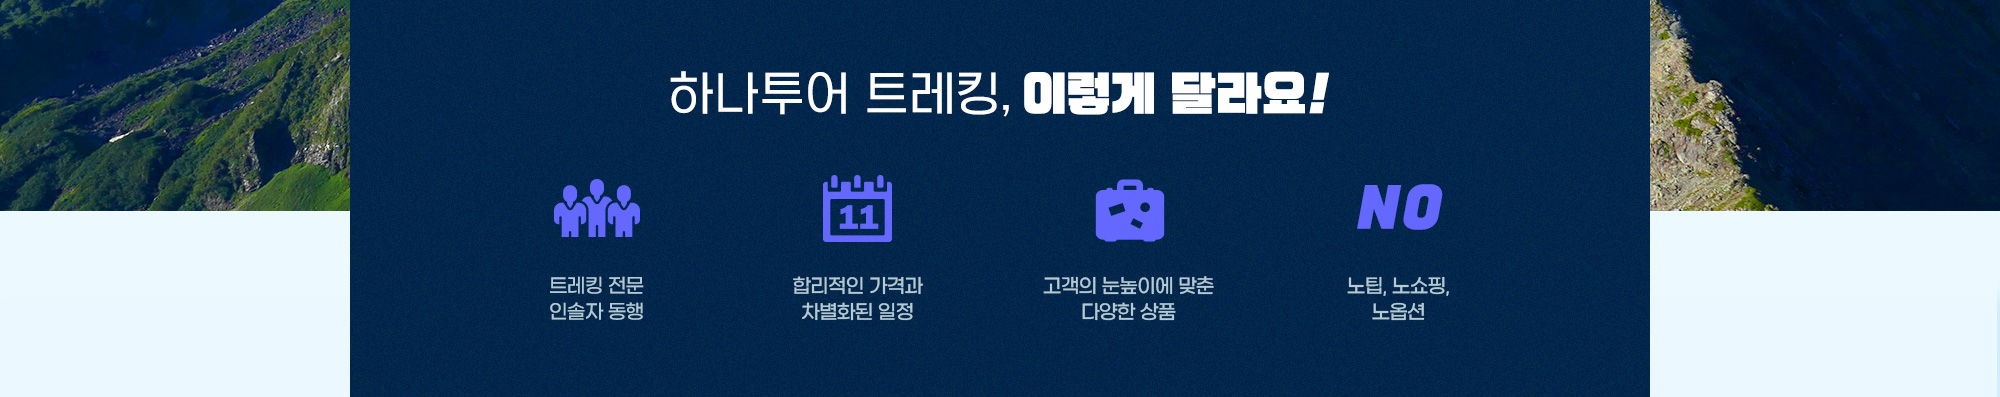 하나투어 트레킹, 이렇게 달라요!
11
NO
트레킹 전문
인솔자 동행
합리적인 가격과
차별화된 일정
고객의 눈높이에 맞춘
다양한 상품
노팁, 노쇼핑,
노옵션